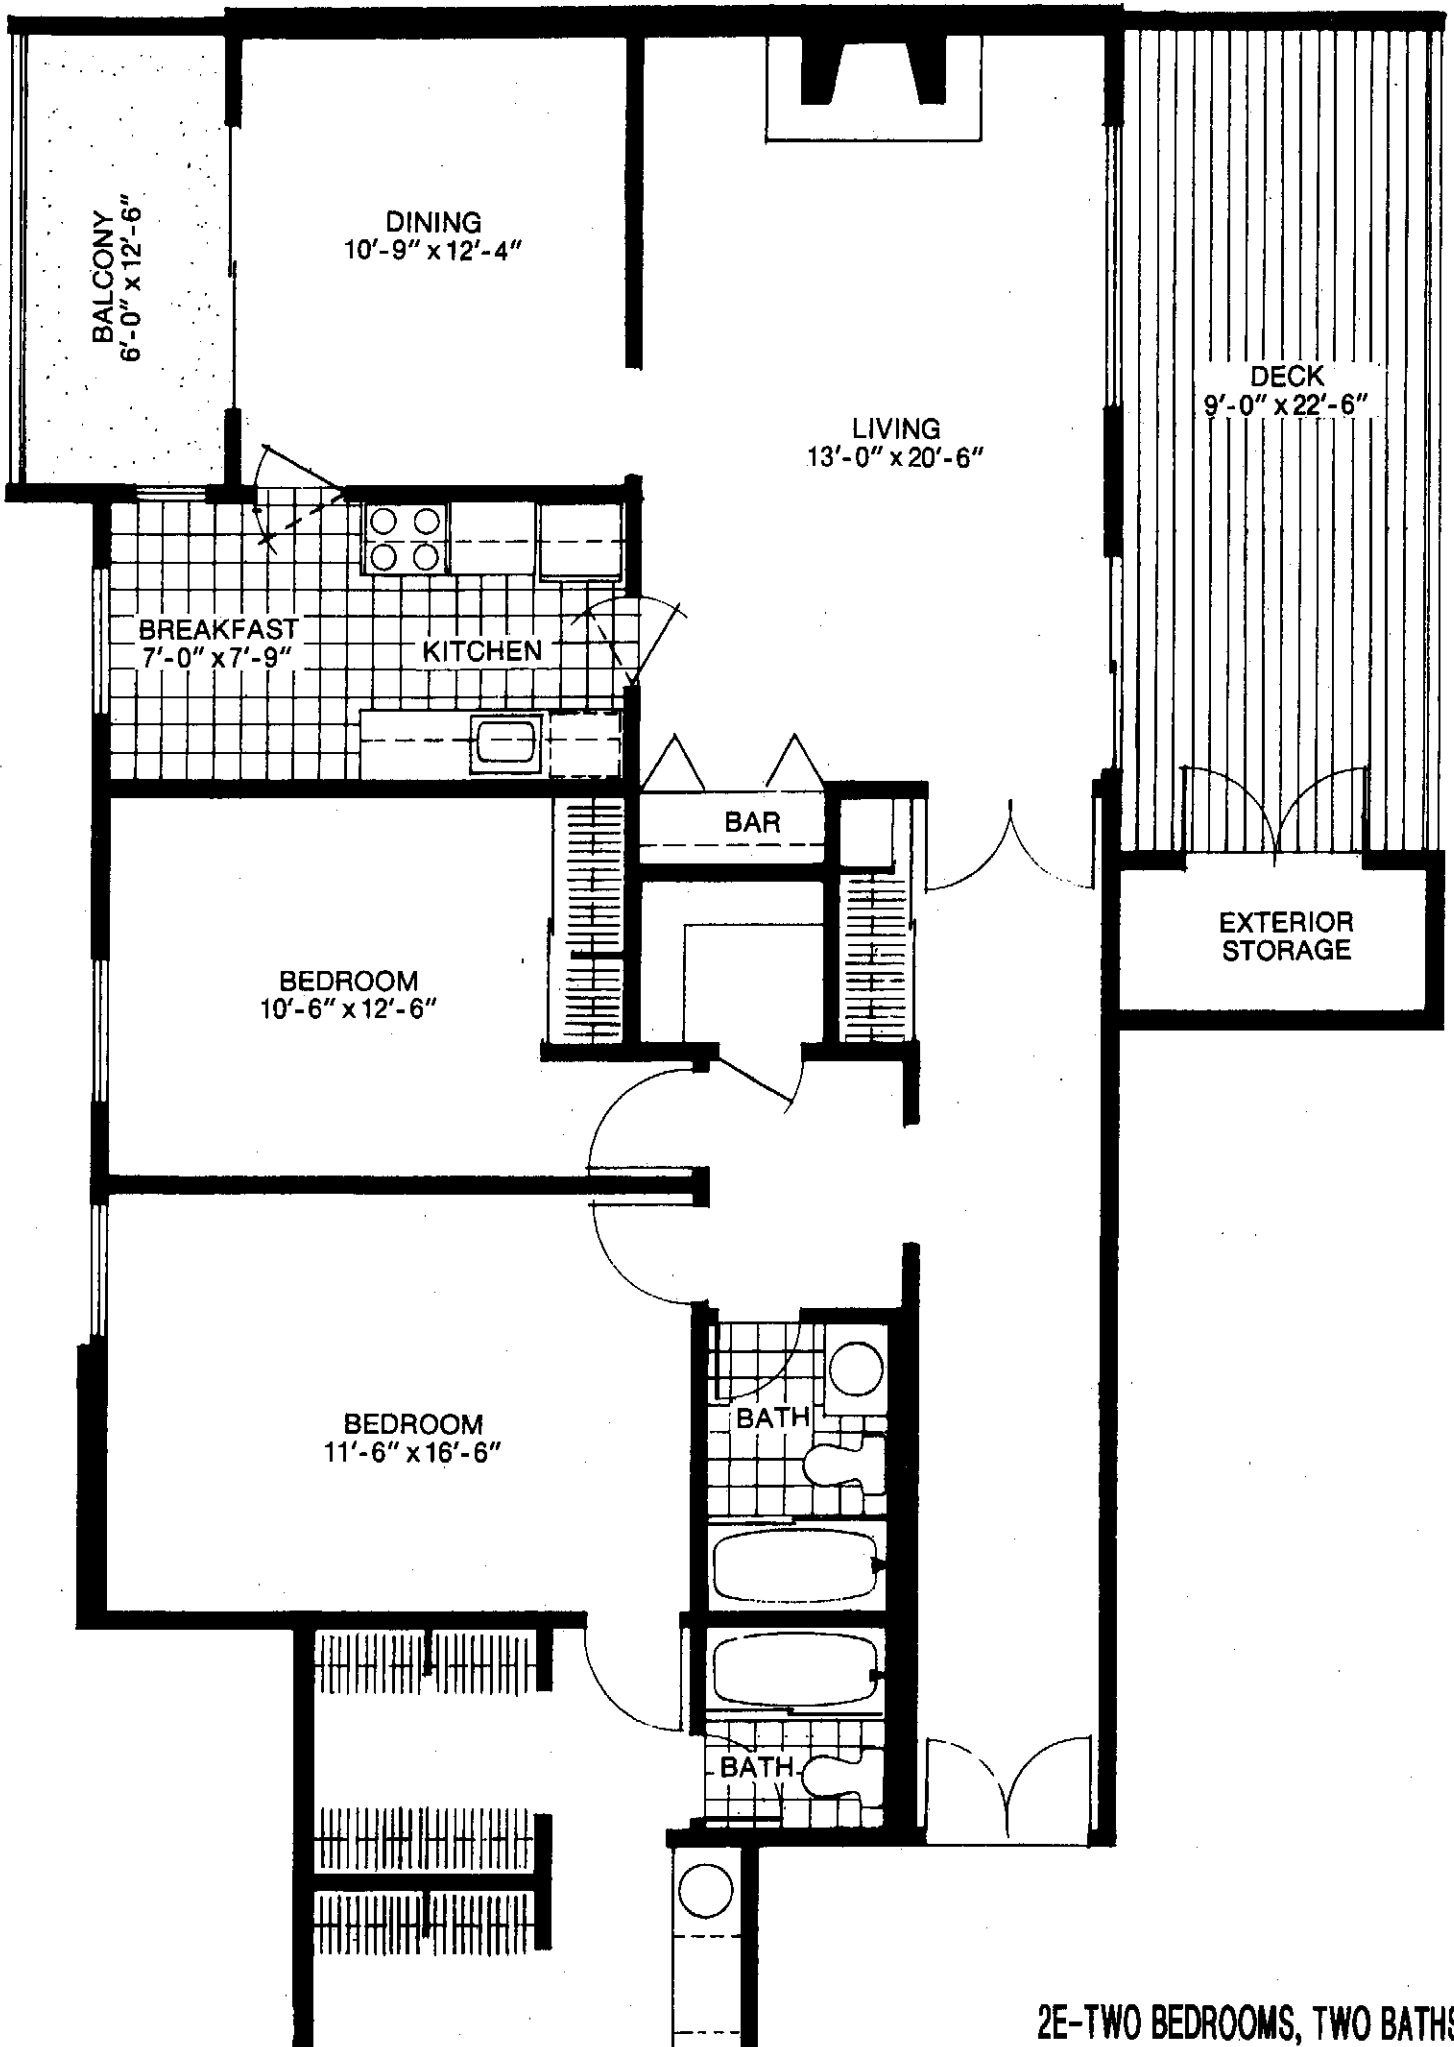 DINING
10'-9" x 12'-4"
BALCONY
6'-0" x 12'-6"
DECK
9'-0" x 22'-6"
LIVING
13'-0" x 20'-6"
BREAKFAST
7'-0" x 7'-9"
KITCHEN
BAR
EXTERIOR
STORAGE
BEDROOM
10'-6" x 12'-6"
BATH
BEDROOM
11'-6" x 16'-6"
BATH
2E-TWO BEDROOMS, TWO BATHS